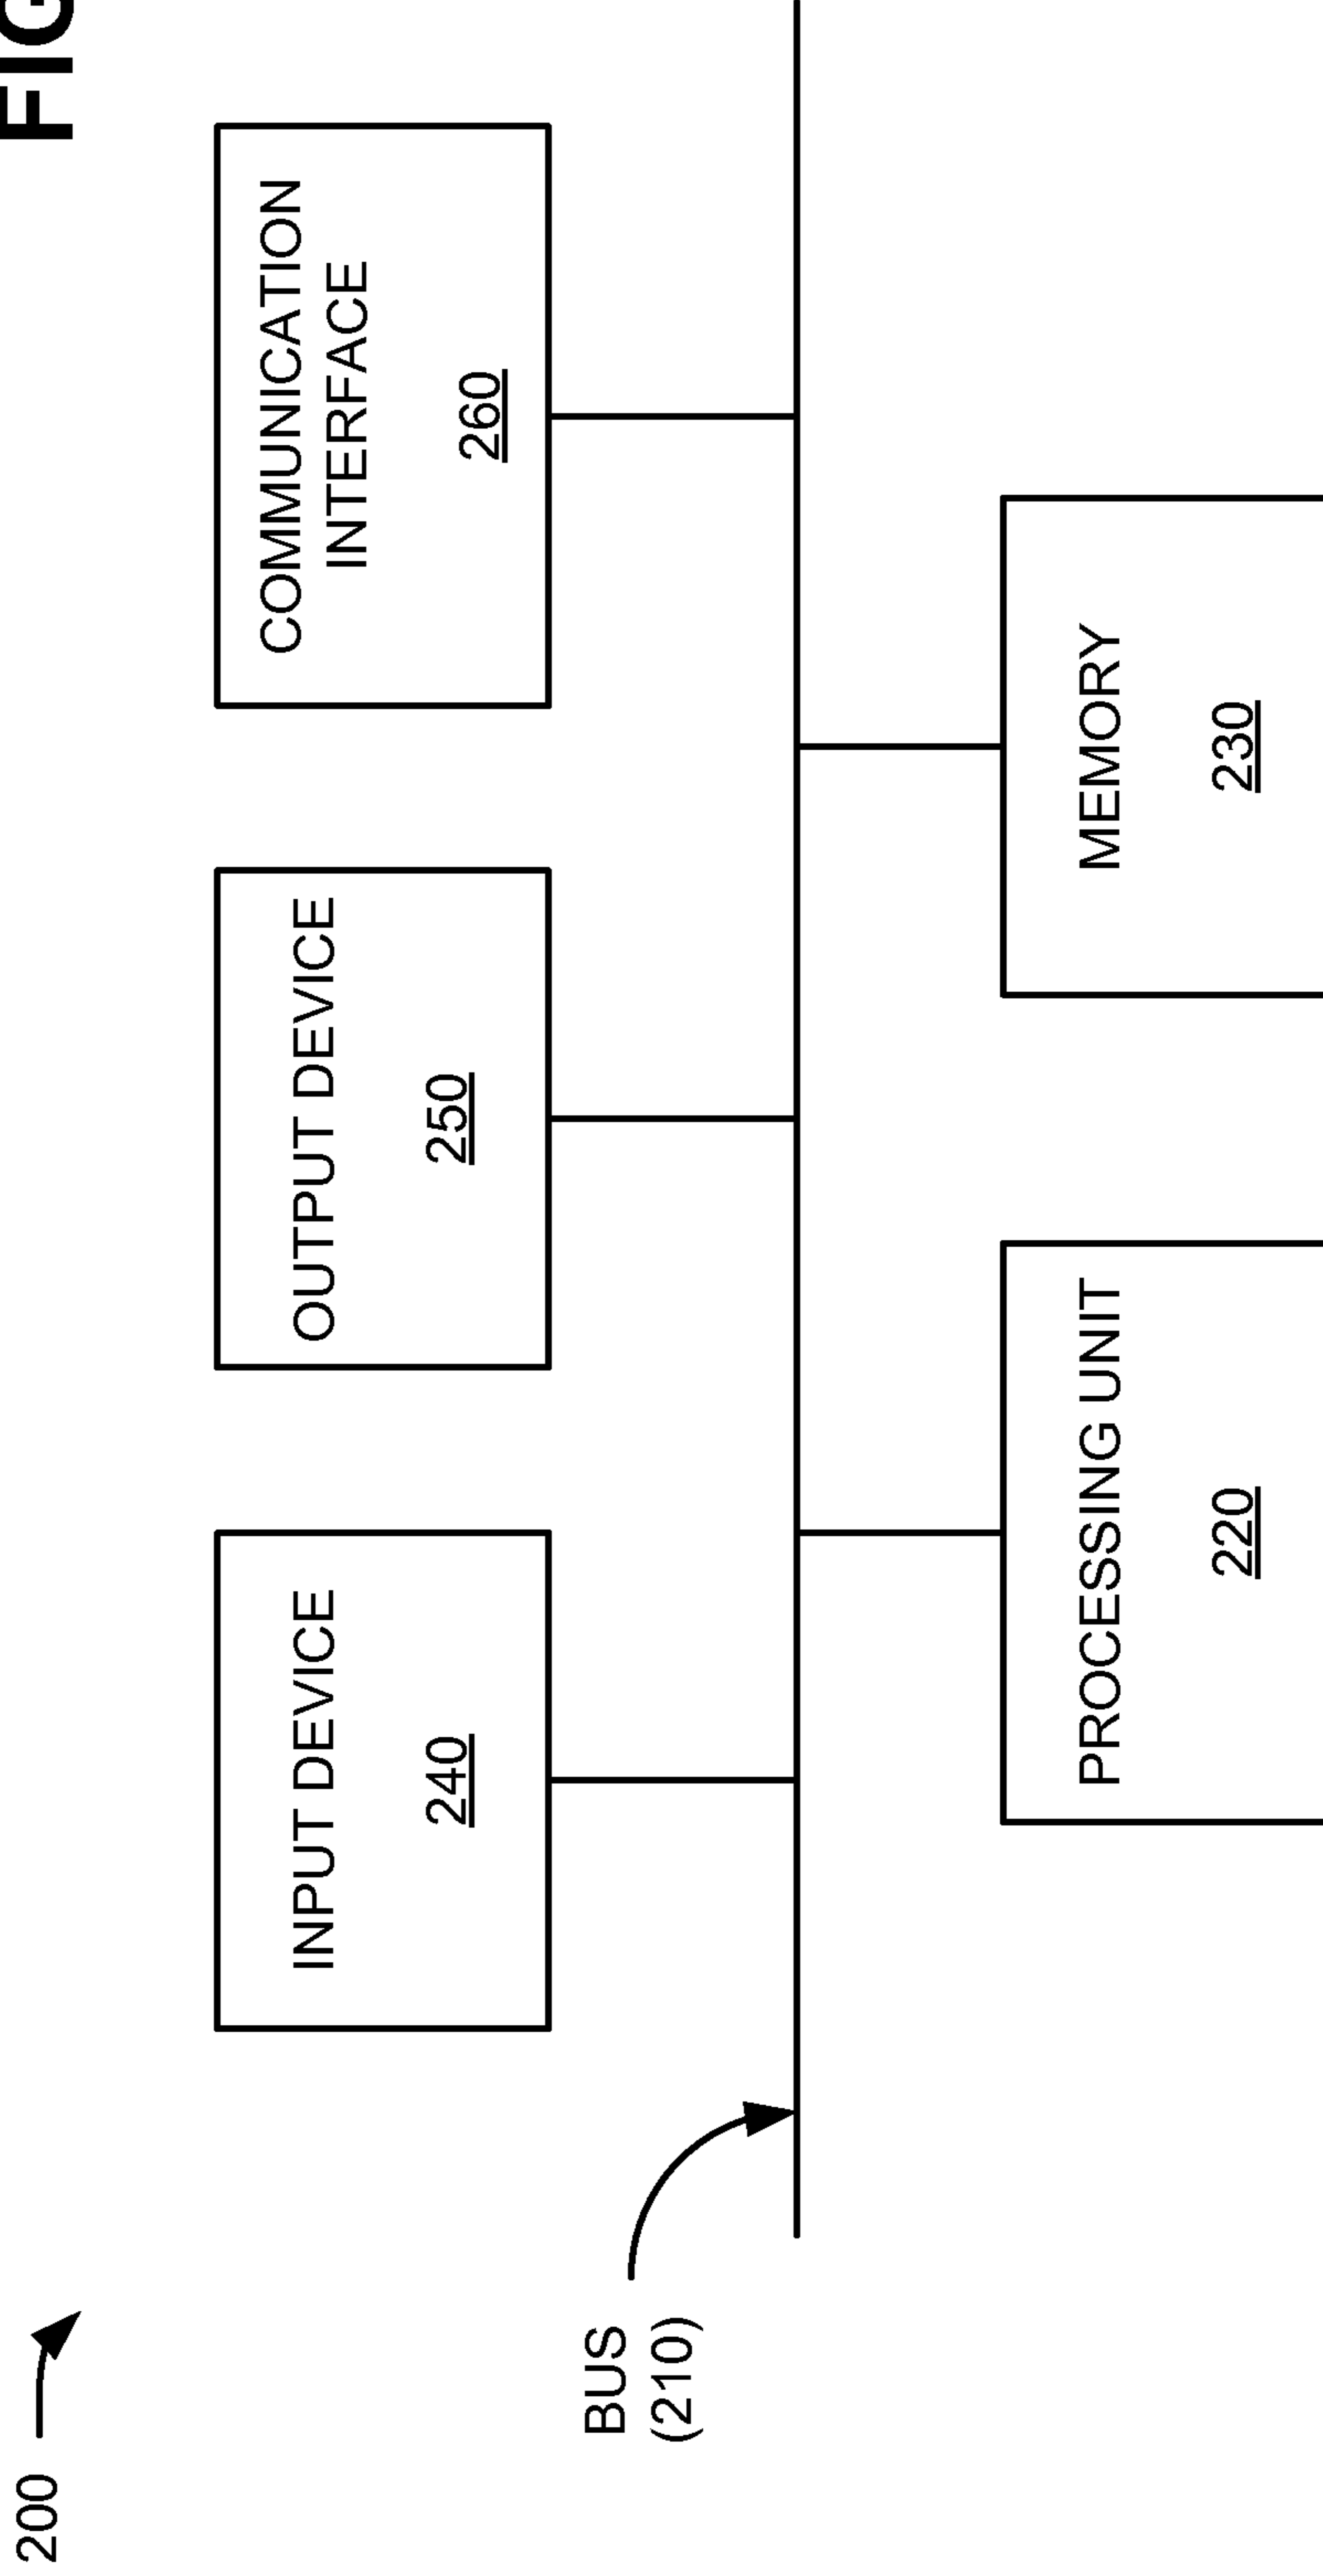 FIG
200
INPUT DEVICE
240
OUTPUT DEVICE
250
COMMUNICATION
INTERFACE
260
BUS
(210)
PROCESSING UNIT
220
MEMORY
230